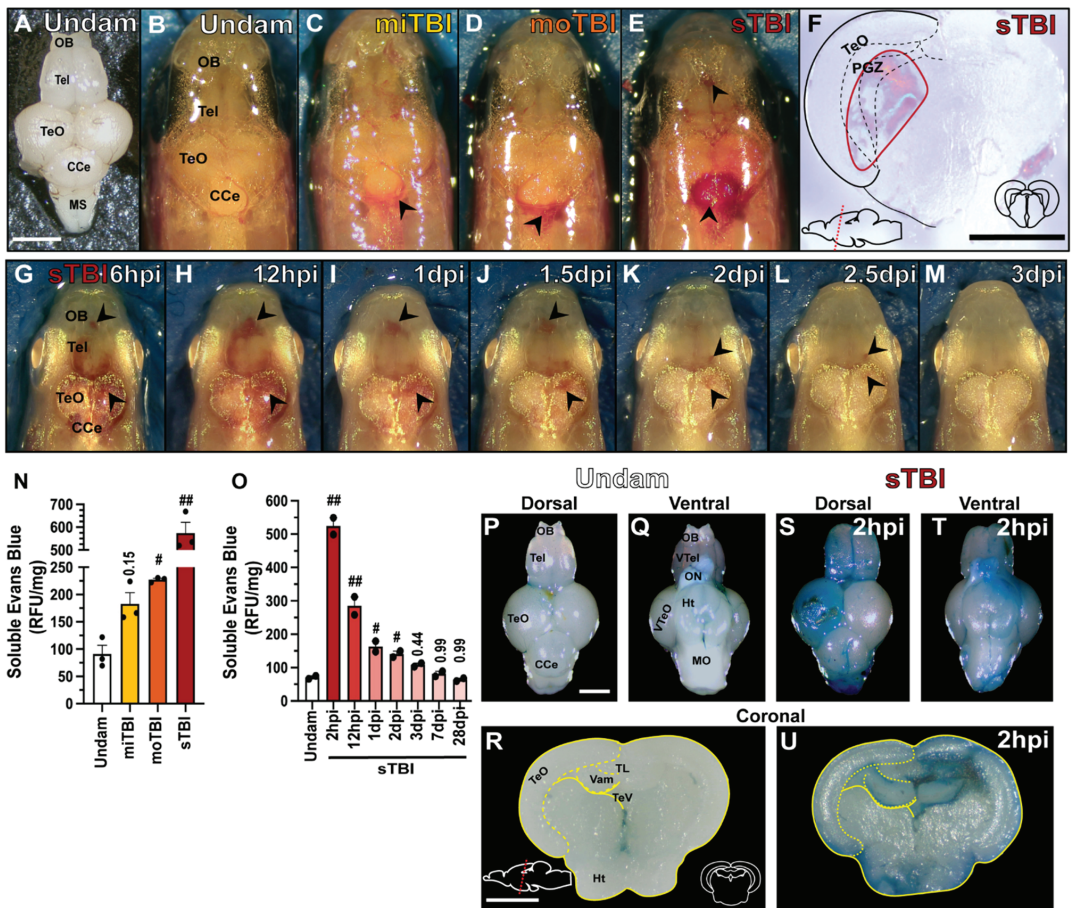 A Undam
OB
Tel
TeO
CCe
MS
B Undam
OB
Tel
TeO
CCe
C miTBI
D moTBI
E sTBI
F sTBI
TeO
PGZ
G sTBI 6hpi
OB
Tel
TeO
CCe
H 12hpi
I 1dpi
J 1.5dpi
K 2dpi
L 2.5dpi
M 3dpi
N
Soluble Evans Blue
(RFU/mg)
700
600
500
250
200
150
100
50
0
0.15
#
##
Undam
miTBI
moTBI
sTBI
O
Soluble Evans Blue
(RFU/mg)
600
500
400
300
200
100
0
##
##
#
#
0.44
0.99
0.99
Undam
2hpi
12hpi
1dpi
2dpi
3dpi
7dpi
28dpi
sTBI
Undam
sTBI
Dorsal
Ventral
Dorsal
Ventral
P
OB
Tel
TeO
CCe
Q
OB
VTel
ON
Ht
VTeO
MO
S 2hpi
T 2hpi
Coronal
R
TeO
TL
Vam
TeV
Ht
U 2hpi